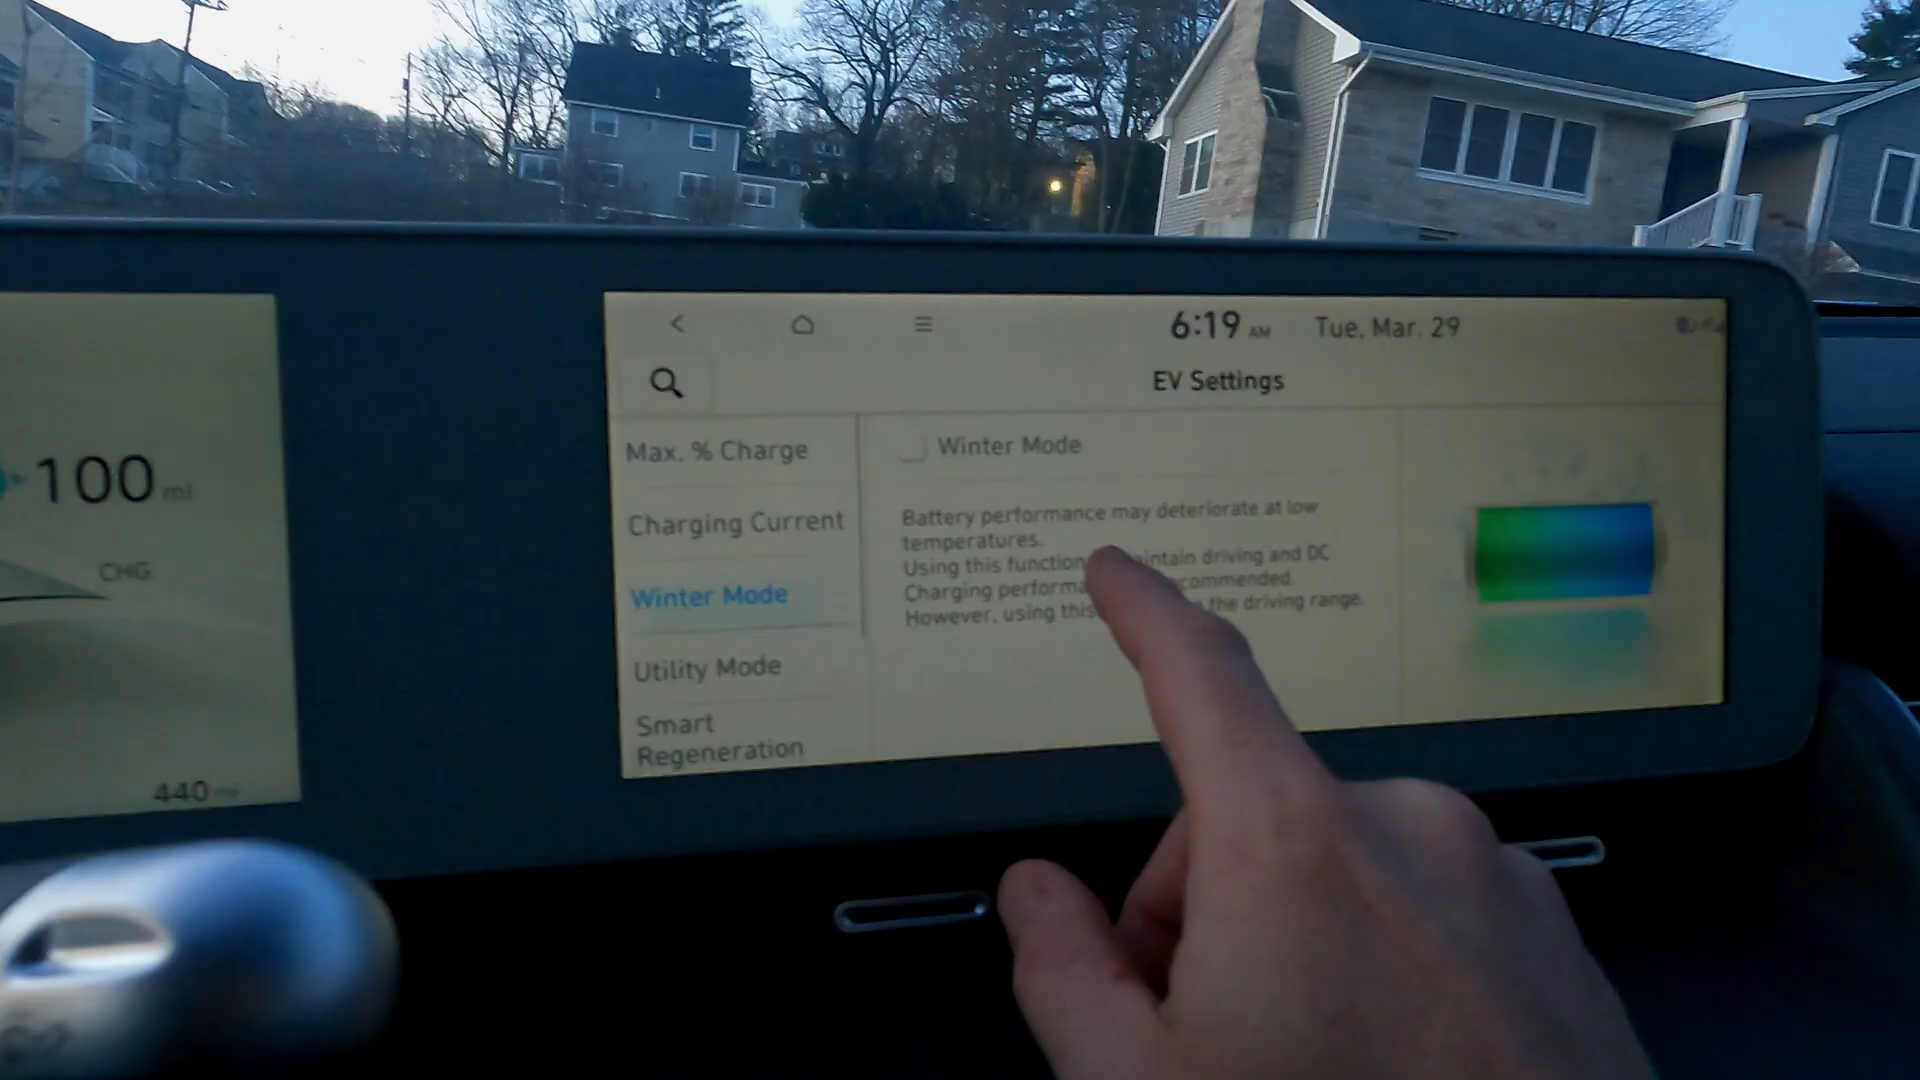 6:19 AM Tue, Mar. 29
EV Settings
Max. % Charge
Charging Current
Winter Mode
Utility Mode
Smart
Regeneration
Winter Mode
Battery performance may deteriorate at low
temperatures.
Using this function intain driving and DC
Charging performa commended.
However, using this the driving range.
100 mi
CHG
440 mi